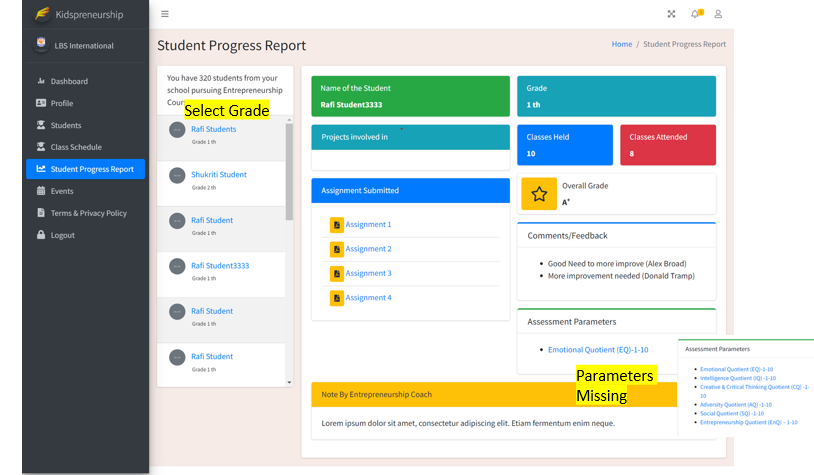 Kidspreneurship
LBS International
Dashboard
Profile
Students
Class Schedule
Student Progress Report
Events
Terms & Privacy Policy
Logout
Student Progress Report
Home / Student Progress Report
You have 320 students from your
school pursuing Entrepreneurship
Cour
Select Grade
Rafi Students
Grade 1 th
Shukriti Student
Grade 2 th
Rafi Student
Grade 1 th
Rafi Student3333
Grade 1 th
Rafi Student
Grade 1 th
Rafi Student
Grade 1 th
Name of the Student
Rafi Student3333
Grade
1 th
Projects involved in
Classes Held
10
Classes Attended
8
Assignment Submitted
Assignment 1
Assignment 2
Assignment 3
Assignment 4
Overall Grade
A+
Comments/Feedback
Good Need to more improve (Alex Broad)
More improvement needed (Donald Tramp)
Assessment Parameters
Emotional Quotient (EQ)-1-10
Parameters
Missing
Assessment Parameters
Emotional Quotient (EQ)-1-10
Intelligence Quotient (IQ) -1-10
Creative & Critical Thinking Quotient (CQ) -1-
10
Adversity Quotient (AQ) -1-10
Social Quotient (SQ) -1-10
Entrepreneurship Quotient (EnQ) – 1-10
Note By Entrepreneurship Coach
Lorem ipsum dolor sit amet, consectetur adipiscing elit. Etiam fermentum enim neque.